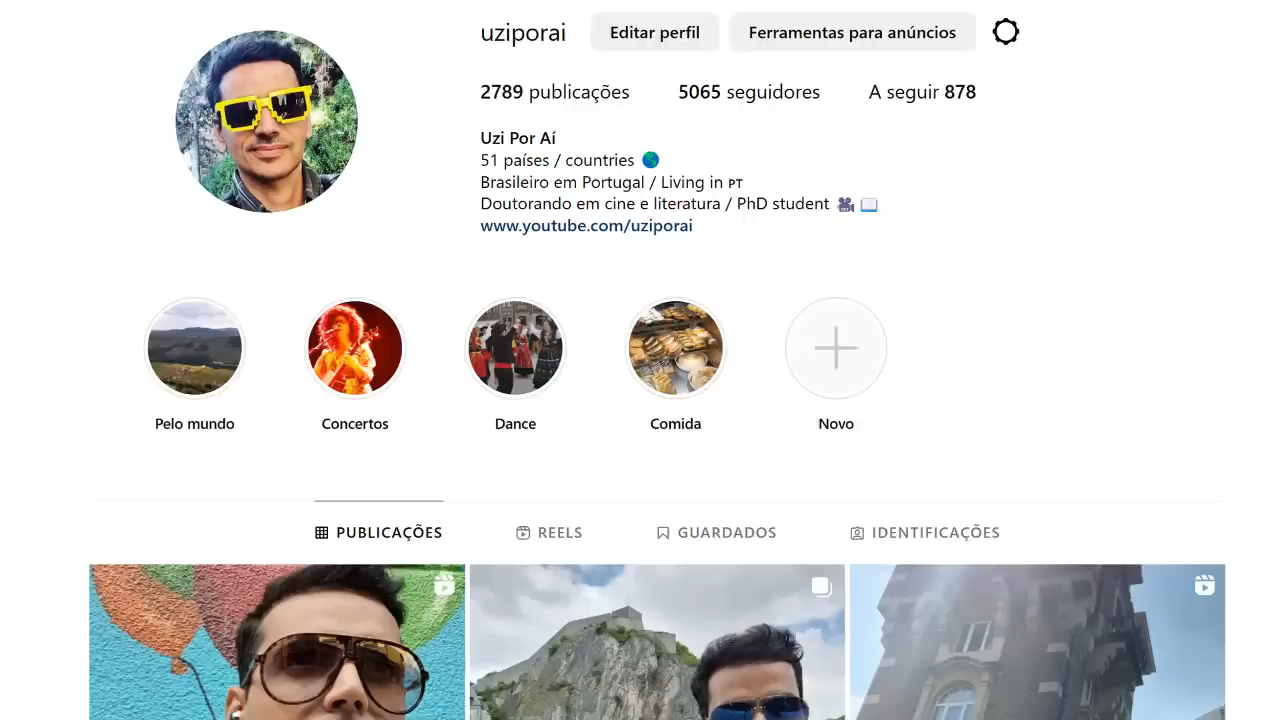 uziporai Editar perfil Ferramentas para anúncios
2789 publicações 5065 seguidores A seguir 878
Uzi Por Aí
51 países / countries
Brasileiro em Portugal / Living in PT
Doutorando em cine e literatura / PhD student
www.youtube.com/uziporai
Pelo mundo Concertos Dance Comida Novo
PUBLICAÇÕES REELS GUARDADOS IDENTIFICAÇÕES